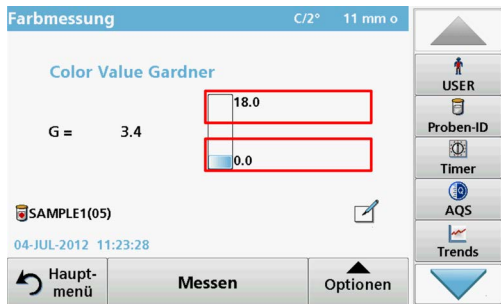 Farbmessung C/2° 11 mm o
Color Value Gardner
18.0
G = 3.4
0.0
SAMPLE1(05)
04-JUL-2012 11:23:28
Haupt-
menü
Messen
Optionen
USER
Proben-ID
Timer
AQS
Trends